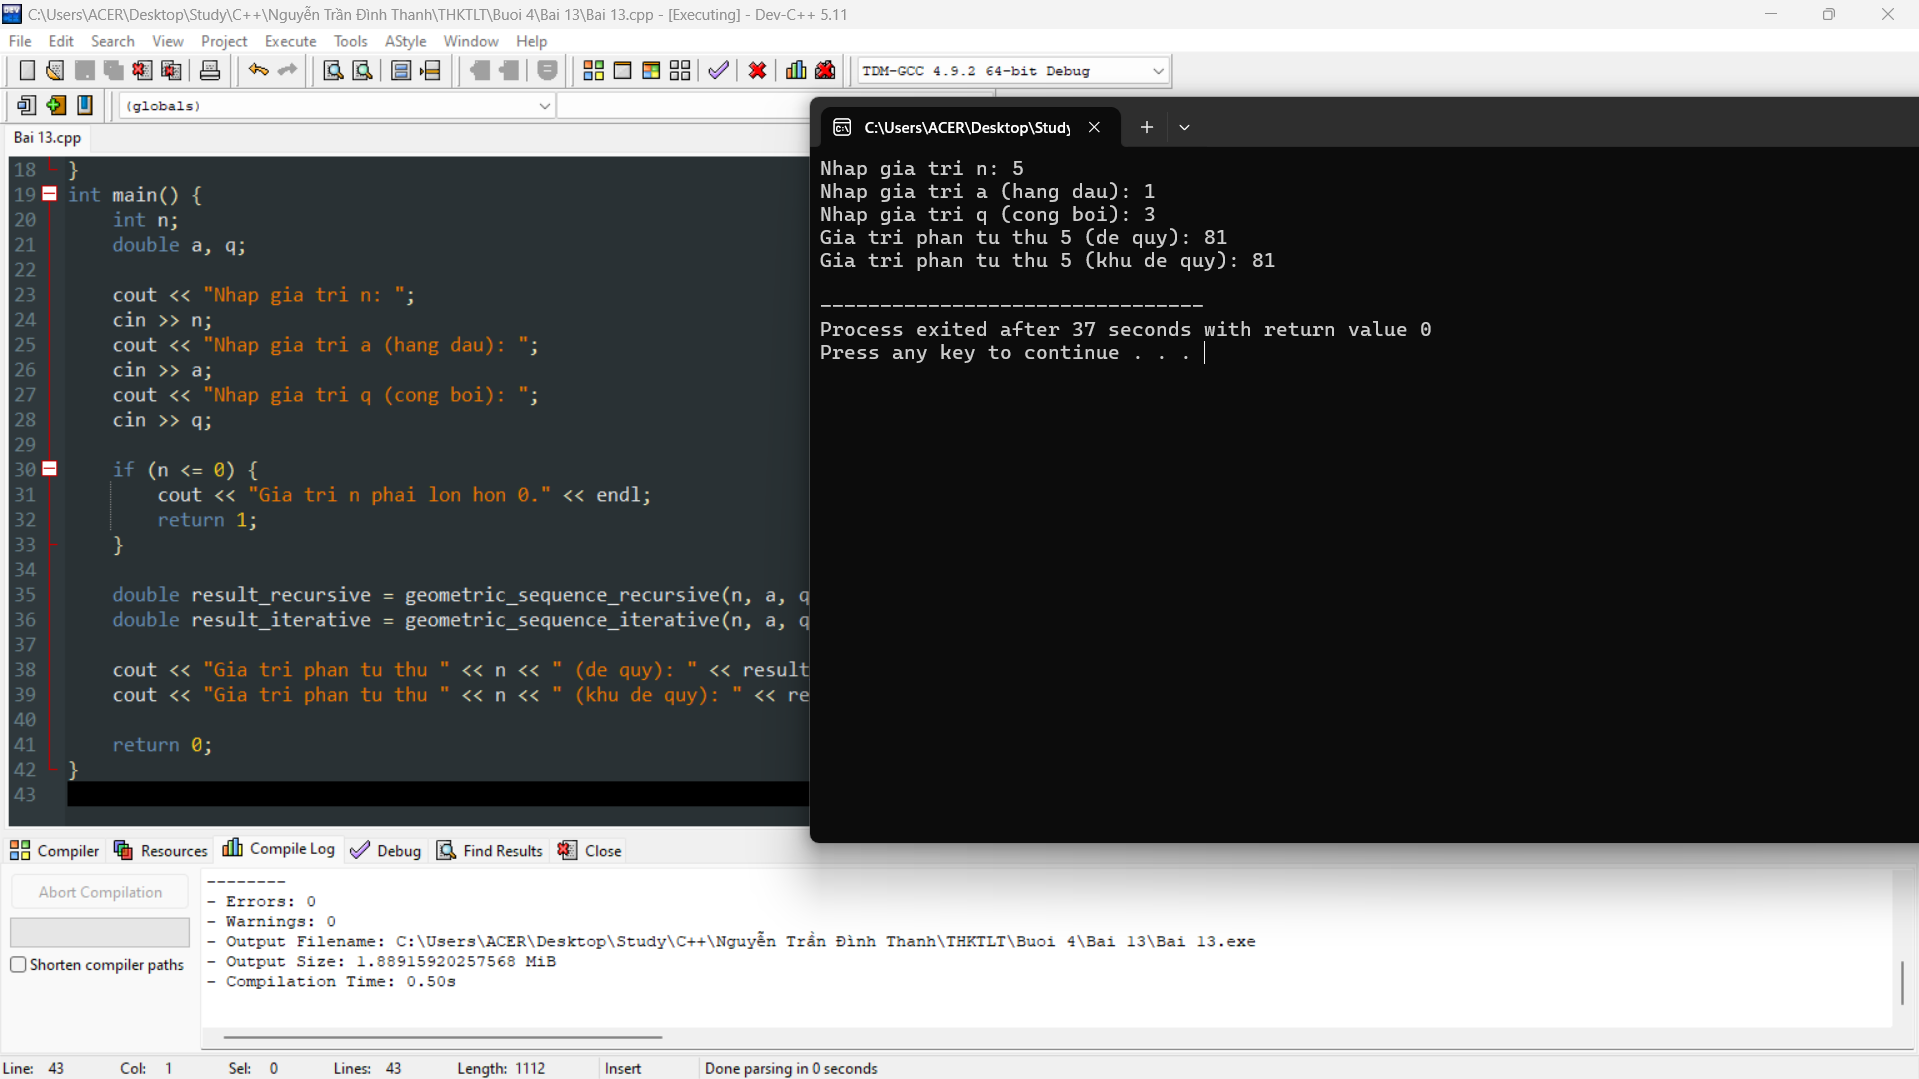 C:\Users\ACER\Desktop\Study\C++\Nguyễn Trần Đình Thanh\THKTLT\Buoi 4\Bai 13\Bai 13.cpp - [Executing] - Dev-C++ 5.11
File Edit Search View Project Execute Tools AStyle Window Help
TDM-GCC 4.9.2 64-bit Debug
(globals)
Bai 13.cpp
18 }
19 int main() {
20 int n;
21 double a, q;
22
23 cout << "Nhap gia tri n: ";
24 cin >> n;
25 cout << "Nhap gia tri a (hang dau): ";
26 cin >> a;
27 cout << "Nhap gia tri q (cong boi): ";
28 cin >> q;
29
30 if (n <= 0) {
31 cout << "Gia tri n phai lon hon 0." << endl;
32 return 1;
33 }
34
35 double result_recursive = geometric_sequence_recursive(n, a, q
36 double result_iterative = geometric_sequence_iterative(n, a, q
37
38 cout << "Gia tri phan tu thu " << n << " (de quy): " << result
39 cout << "Gia tri phan tu thu " << n << " (khu de quy): " << re
40
41 return 0;
42 }
43
C:\Users\ACER\Desktop\Study
Nhap gia tri n: 5
Nhap gia tri a (hang dau): 1
Nhap gia tri q (cong boi): 3
Gia tri phan tu thu 5 (de quy): 81
Gia tri phan tu thu 5 (khu de quy): 81
--------------------------------
Process exited after 37 seconds with return value 0
Press any key to continue . . .
Compiler Resources Compile Log Debug Find Results Close
Abort Compilation
Shorten compiler paths
--------
- Errors: 0
- Warnings: 0
- Output Filename: C:\Users\ACER\Desktop\Study\C++\Nguyễn Trần Đình Thanh\THKTLT\Buoi 4\Bai 13\Bai 13.exe
- Output Size: 1.88915920257568 MiB
- Compilation Time: 0.50s
Line: 43 Col: 1 Sel: 0 Lines: 43 Length: 1112 Insert Done parsing in 0 seconds